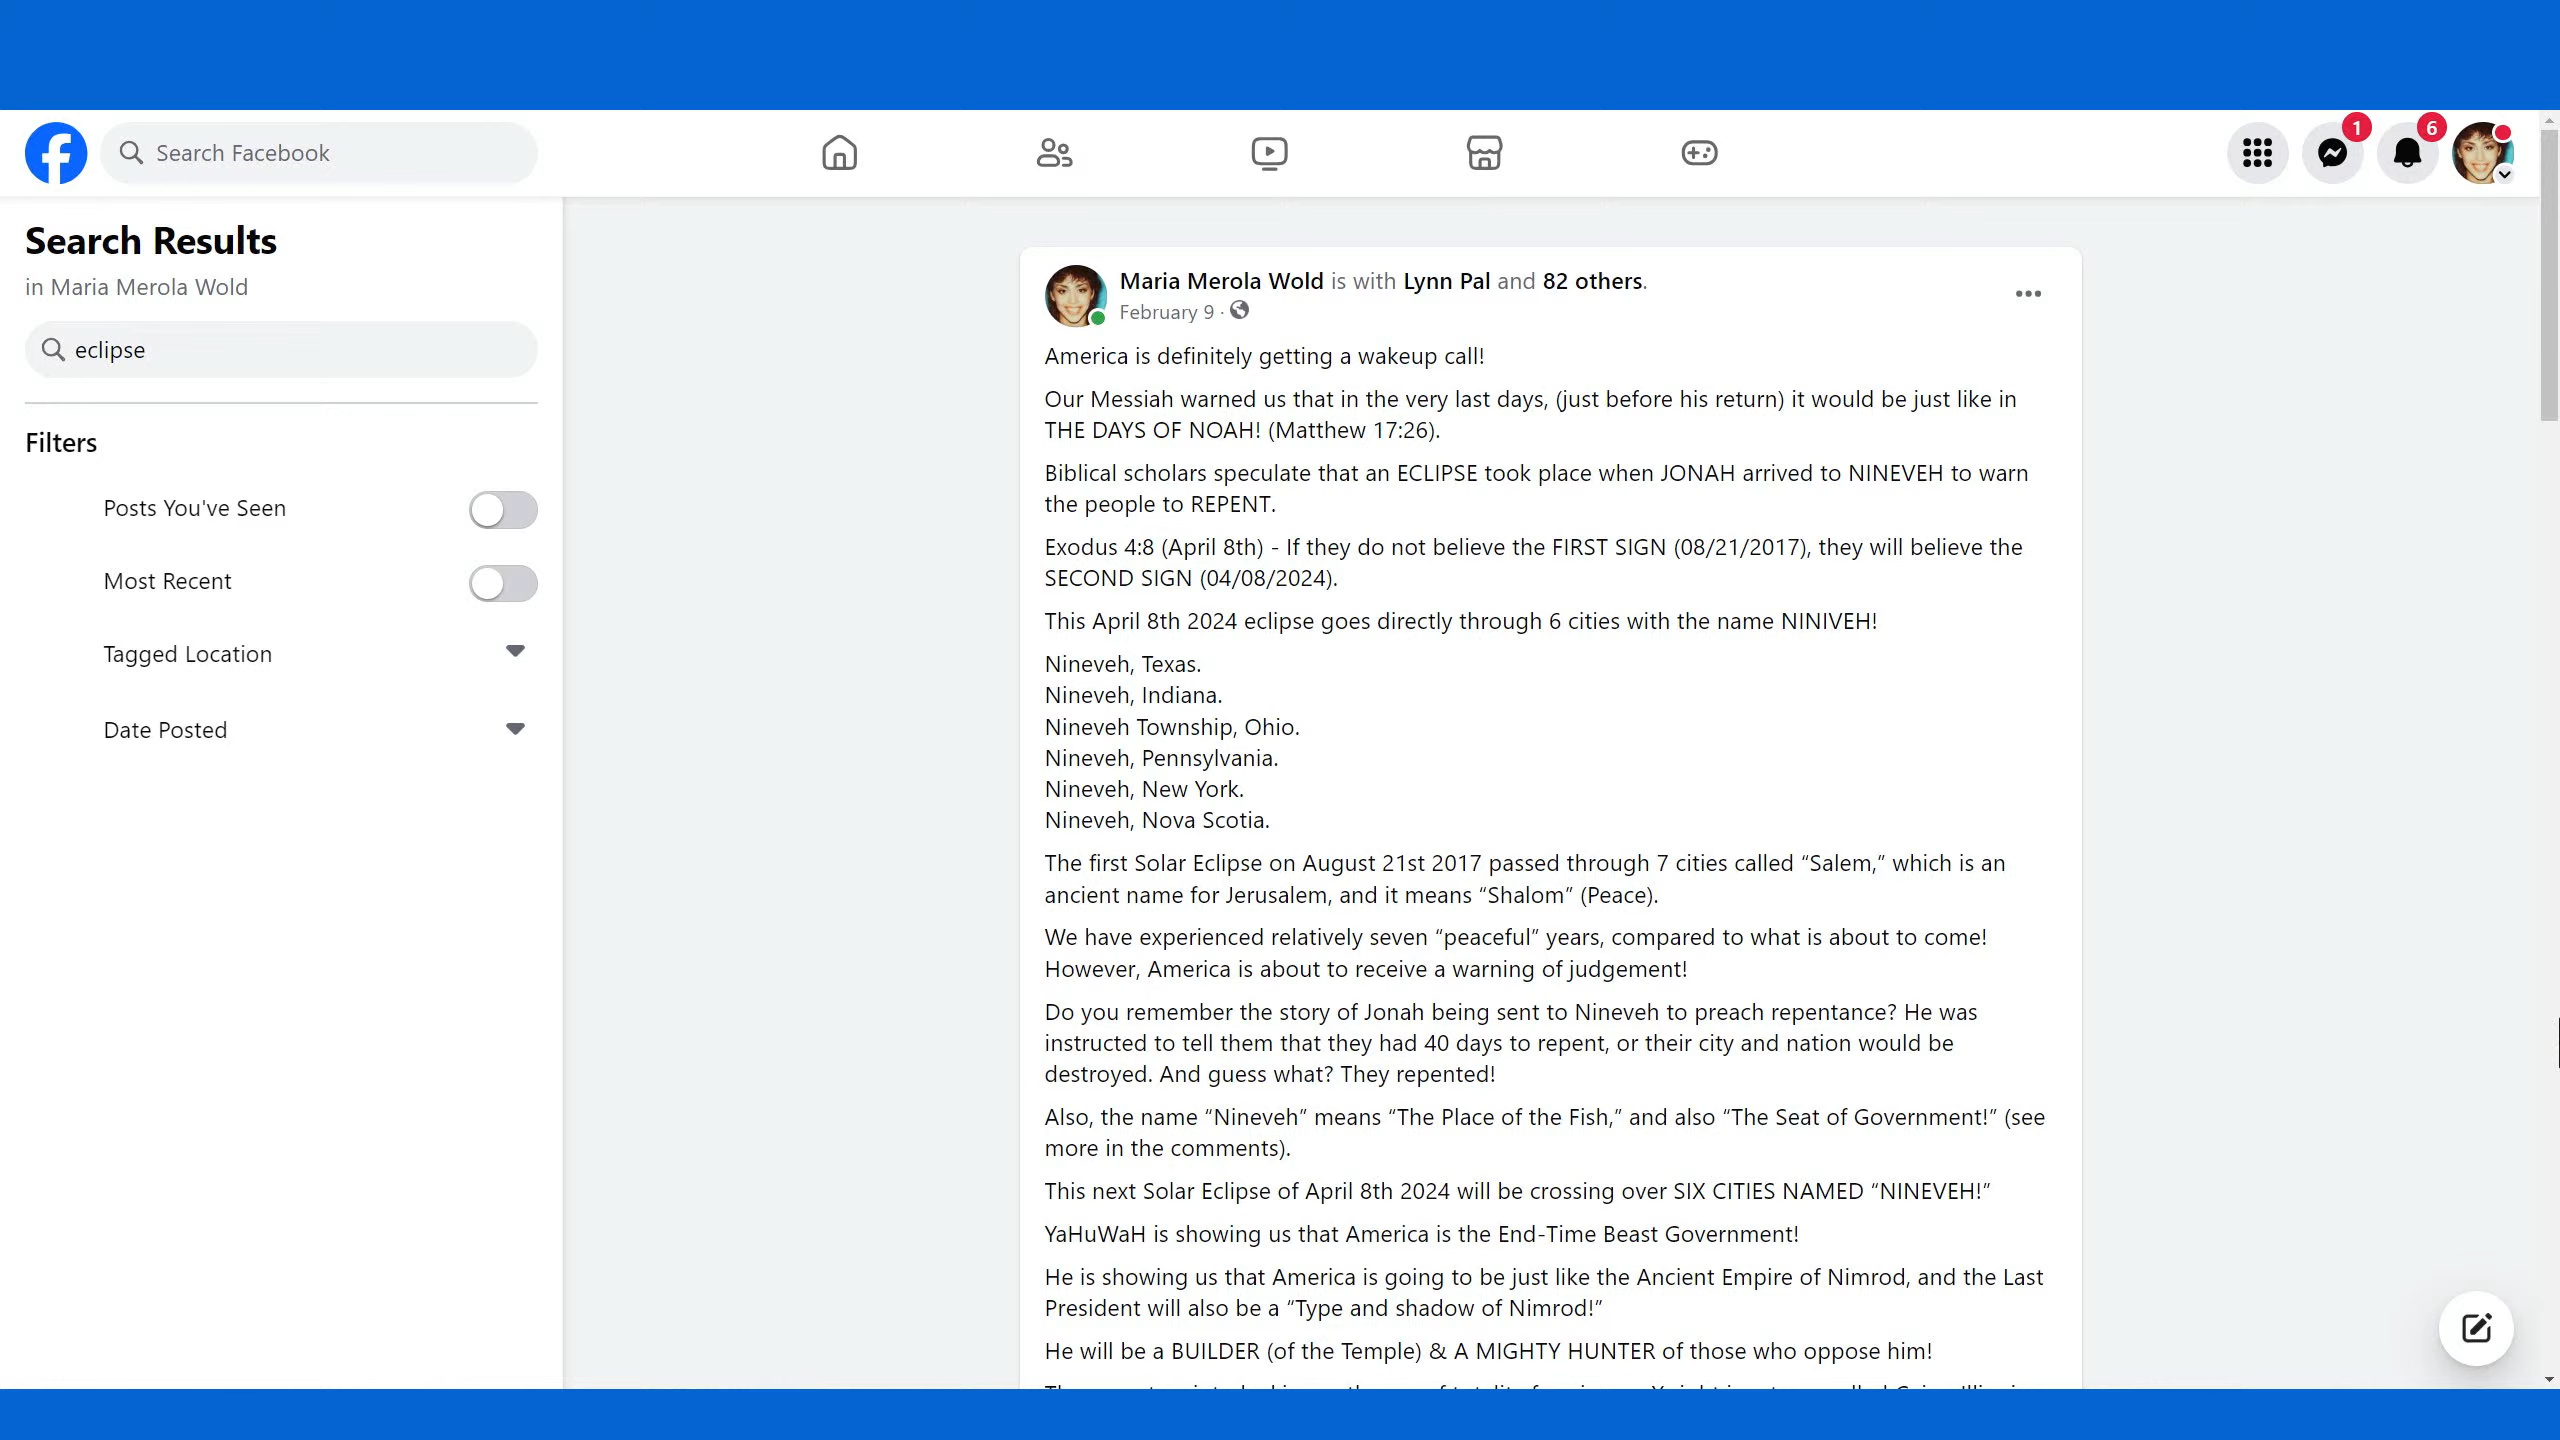 Search Facebook
1
6
Search Results
in Maria Merola Wold
eclipse
Filters
Posts You've Seen
Most Recent
Tagged Location
Date Posted
Maria Merola Wold is with Lynn Pal and 82 others.
February 9 ·
America is definitely getting a wakeup call!
Our Messiah warned us that in the very last days, (just before his return) it would be just like in
THE DAYS OF NOAH! (Matthew 17:26).
Biblical scholars speculate that an ECLIPSE took place when JONAH arrived to NINEVEH to warn
the people to REPENT.
Exodus 4:8 (April 8th) - If they do not believe the FIRST SIGN (08/21/2017), they will believe the
SECOND SIGN (04/08/2024).
This April 8th 2024 eclipse goes directly through 6 cities with the name NINIVEH!
Nineveh, Texas.
Nineveh, Indiana.
Nineveh Township, Ohio.
Nineveh, Pennsylvania.
Nineveh, New York.
Nineveh, Nova Scotia.
The first Solar Eclipse on August 21st 2017 passed through 7 cities called “Salem,” which is an
ancient name for Jerusalem, and it means “Shalom” (Peace).
We have experienced relatively seven “peaceful” years, compared to what is about to come!
However, America is about to receive a warning of judgement!
Do you remember the story of Jonah being sent to Nineveh to preach repentance? He was
instructed to tell them that they had 40 days to repent, or their city and nation would be
destroyed. And guess what? They repented!
Also, the name “Nineveh” means “The Place of the Fish,” and also “The Seat of Government!” (see
more in the comments).
This next Solar Eclipse of April 8th 2024 will be crossing over SIX CITIES NAMED “NINEVEH!”
YaHuWaH is showing us that America is the End-Time Beast Government!
He is showing us that America is going to be just like the Ancient Empire of Nimrod, and the Last
President will also be a “Type and shadow of Nimrod!”
He will be a BUILDER (of the Temple) & A MIGHTY HUNTER of those who oppose him!